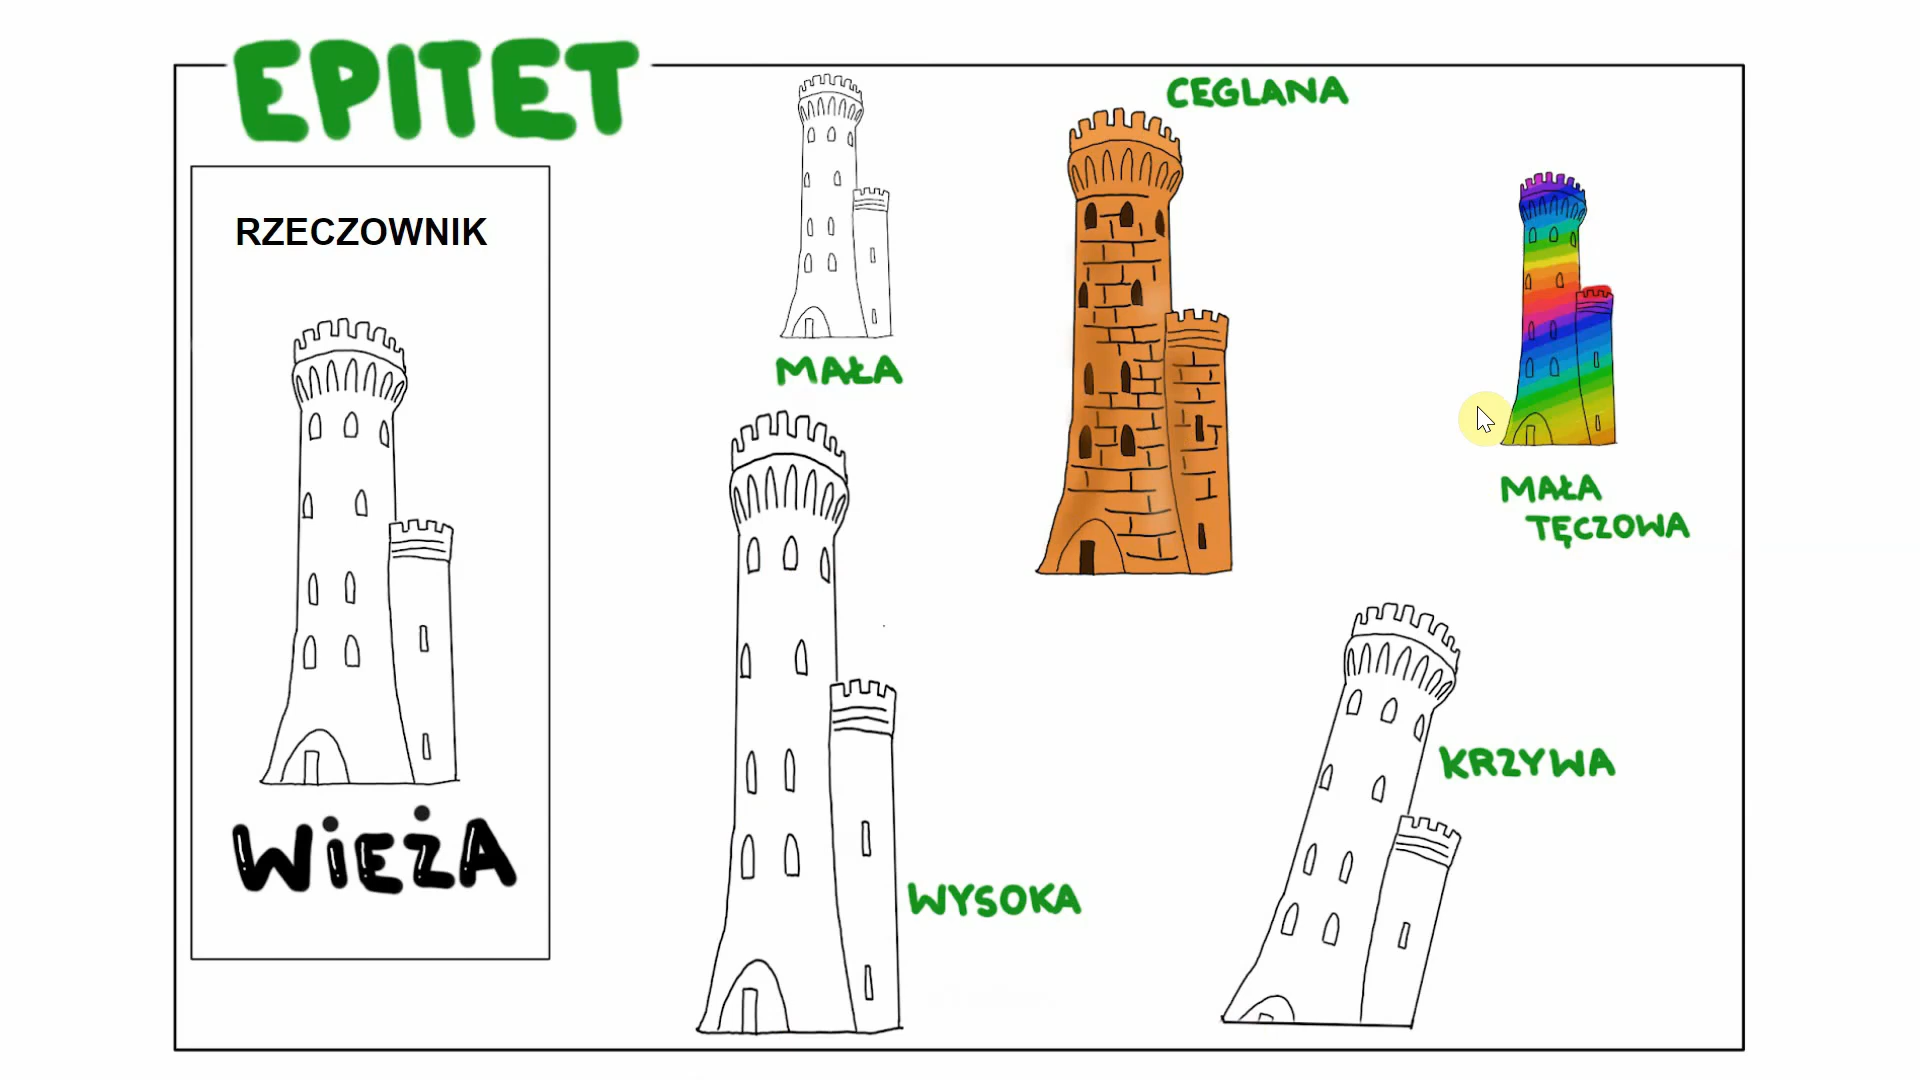 EPITET
RZECZOWNIK
WiEŻA
MAŁA
WYSOKA
CEGLANA
MAŁA
TĘCZOWA
KRZYWA